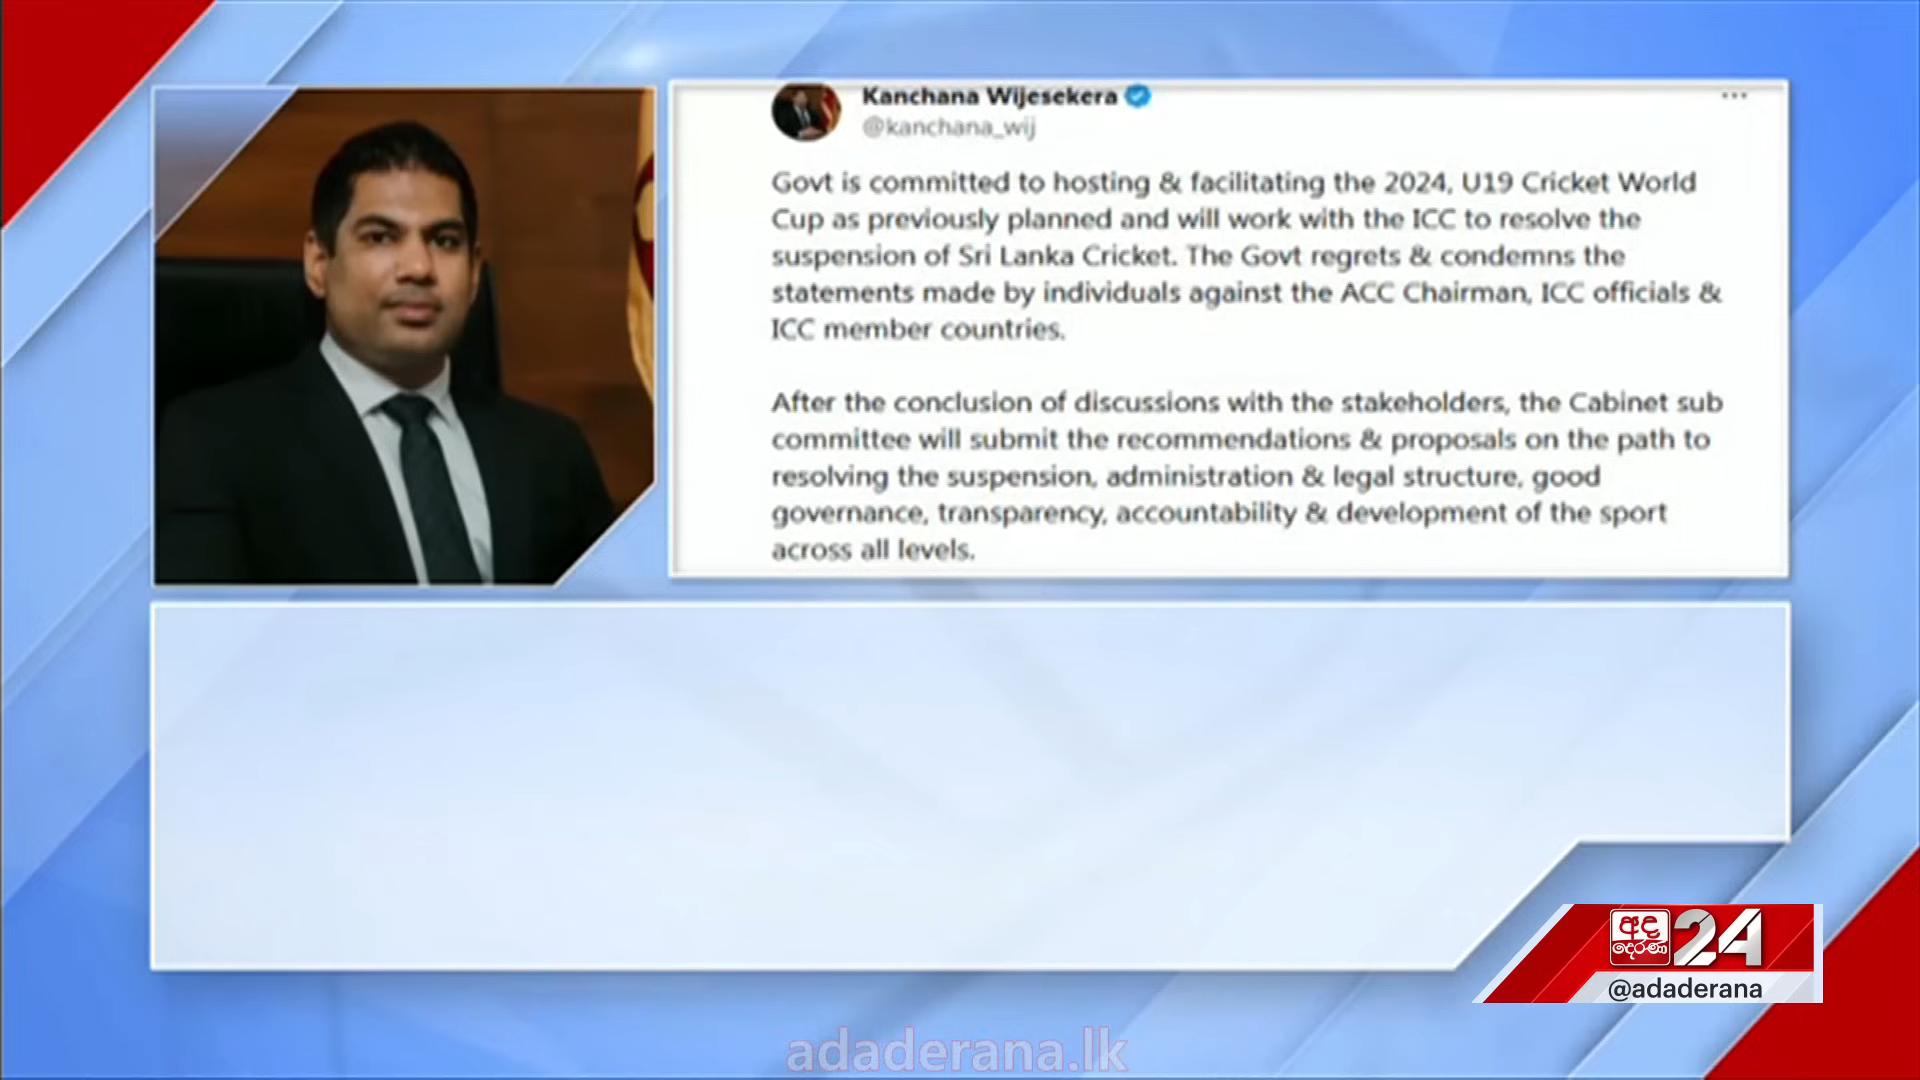 Kanchana Wijesekera
@kanchana_wij
Govt is committed to hosting & facilitating the 2024, U19 Cricket World
Cup as previously planned and will work with the ICC to resolve the
suspension of Sri Lanka Cricket. The Govt regrets & condemns the
statements made by individuals against the ACC Chairman, ICC officials &
ICC member countries.
After the conclusion of discussions with the stakeholders, the Cabinet sub
committee will submit the recommendations & proposals on the path to
resolving the suspension, administration & legal structure, good
governance, transparency, accountability & development of the sport
across all levels.
අද
දෙරණ
24
@adaderana
adaderana.lk